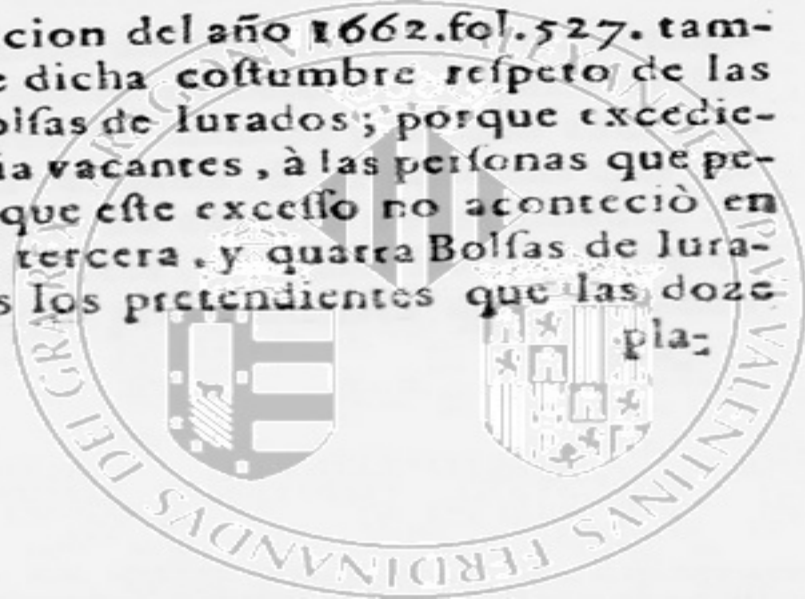 cion del año 1662.fol.527. tam-
e dicha costumbre respeto de las
olsas de Iurados; porque excedie-
ia vacantes, à las personas que pe-
que este excesso no aconteciò en
tercera, y quarta Bolsas de Iura-
s los pretendientes que las doze
pla-